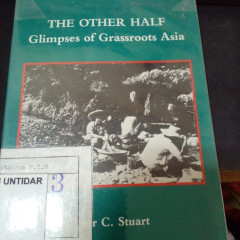 THE OTHER HALF
Glimpses of Grassroots Asia
UNTIDAR
3
C. Stuart